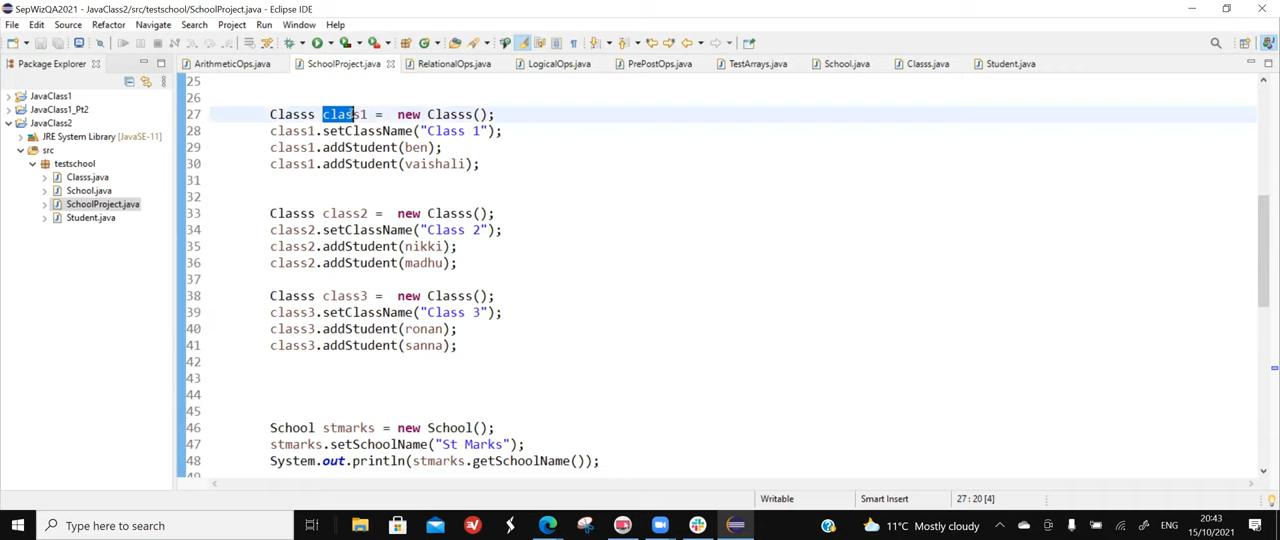 SepWizQA2021 - JavaClass2/src/testschool/SchoolProject.java - Eclipse IDE
File Edit Source Refactor Navigate Search Project Run Window Help
Package Explorer
ArithmeticOps.java SchoolProject.java RelationalOps.java LogicalOps.java PrePostOps.java TestArrays.java School.java Classs.java Student.java
JavaClass1
JavaClass1_Pt2
JavaClass2
JRE System Library [JavaSE-11]
src
testschool
Classs.java
School.java
SchoolProject.java
Student.java
25
26
27 Classs class1 = new Classs();
28 class1.setClassName("Class 1");
29 class1.addStudent(ben);
30 class1.addStudent(vaishali);
31
32
33 Classs class2 = new Classs();
34 class2.setClassName("Class 2");
35 class2.addStudent(nikki);
36 class2.addStudent(madhu);
37
38 Classs class3 = new Classs();
39 class3.setClassName("Class 3");
40 class3.addStudent(ronan);
41 class3.addStudent(sanna);
42
43
44
45
46 School stmarks = new School();
47 stmarks.setSchoolName("St Marks");
48 System.out.println(stmarks.getSchoolName());
Writable Smart Insert 27 : 20 [4]
Type here to search
11°C Mostly cloudy ENG 20:43
15/10/2021